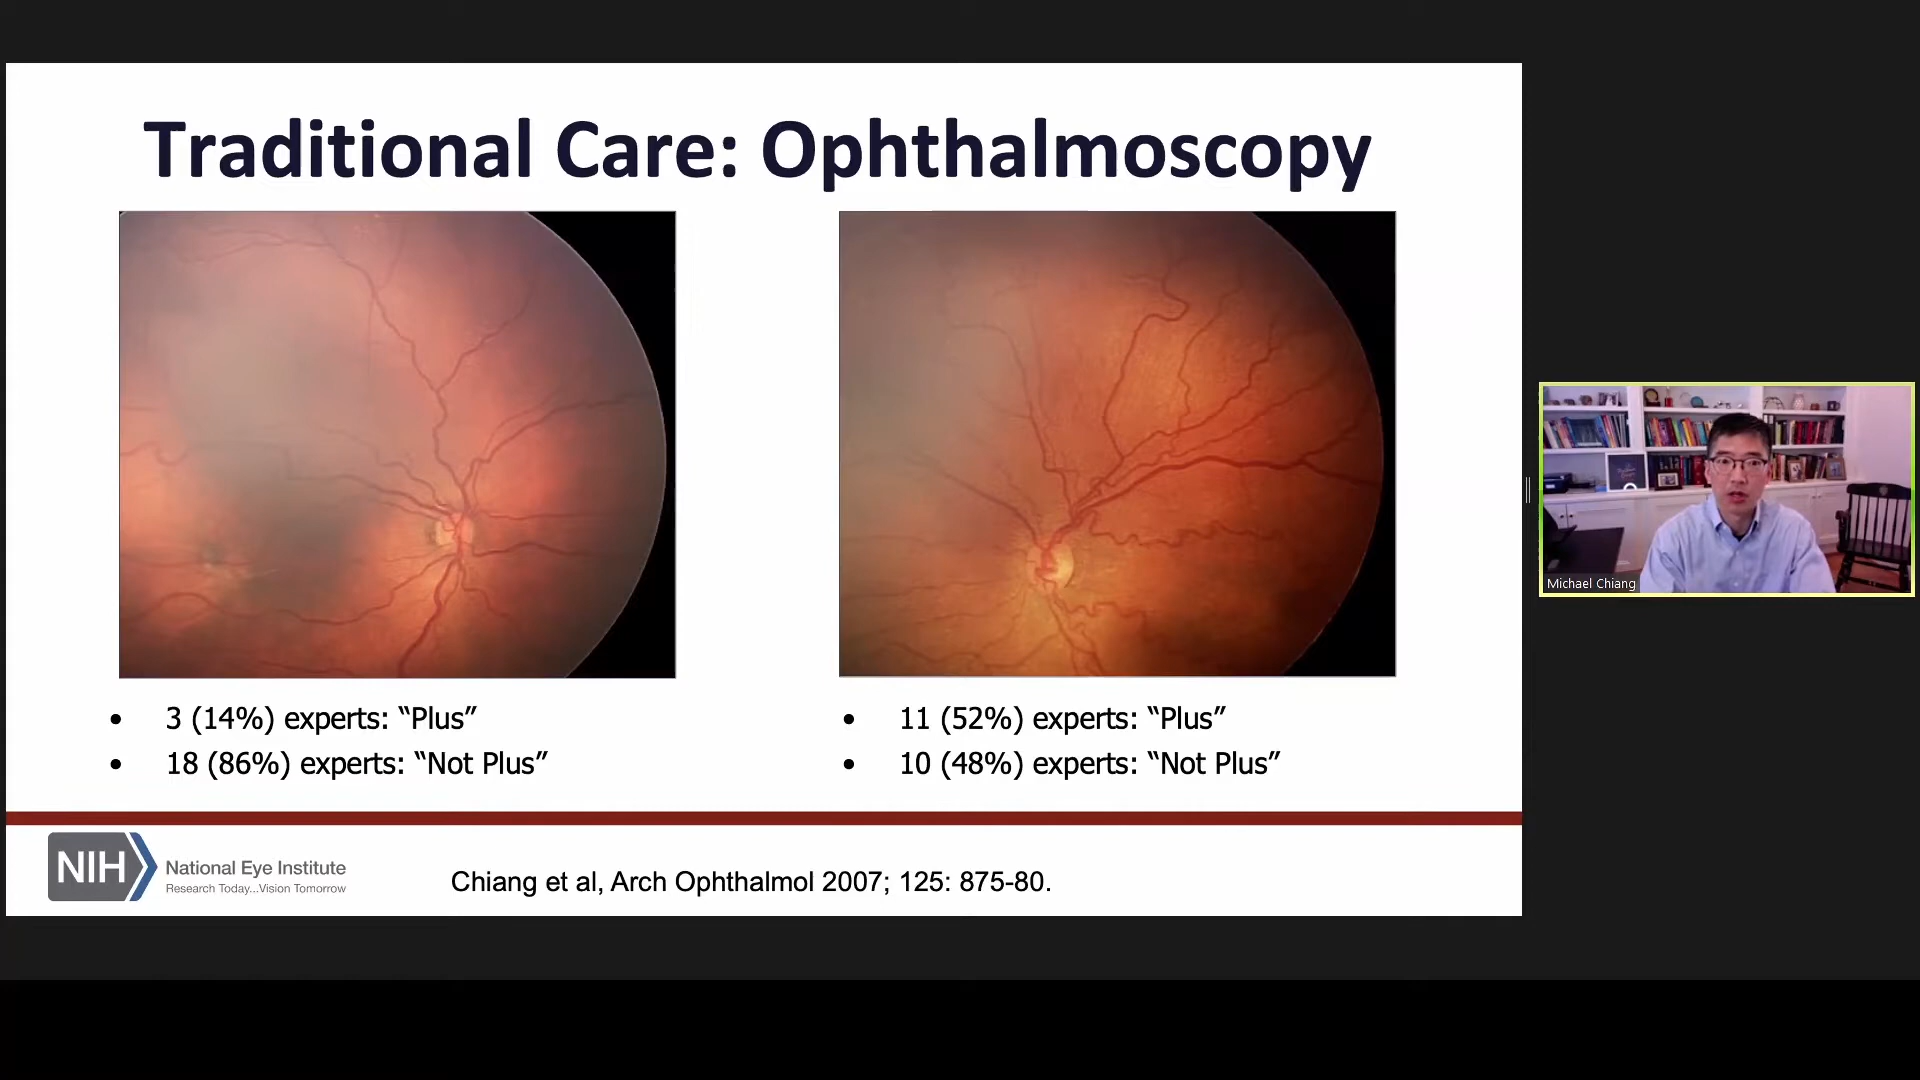 Traditional Care: Ophthalmoscopy
• 3 (14%) experts: “Plus”
• 18 (86%) experts: “Not Plus”
• 11 (52%) experts: “Plus”
• 10 (48%) experts: “Not Plus”
NIH
National Eye Institute
Research Today...Vision Tomorrow
Chiang et al, Arch Ophthalmol 2007; 125: 875-80.
Michael Chiang